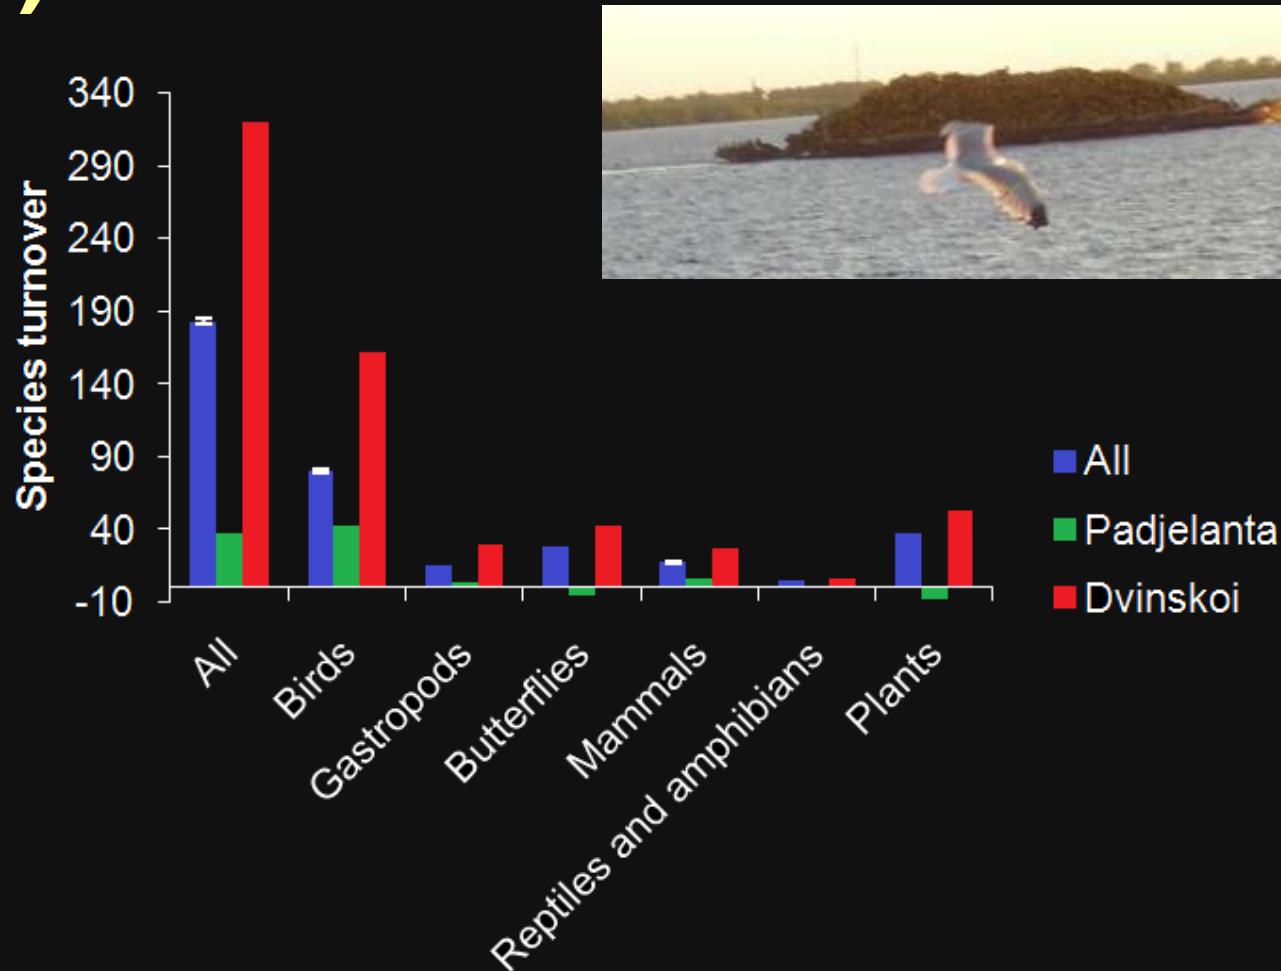 )
340
290
240
190
140
90
40
-10
Species turnover
All
Birds
Gastropods
Butterflies
Mammals
Reptiles and amphibians
Plants
All
Padjelanta
Dvinskoi